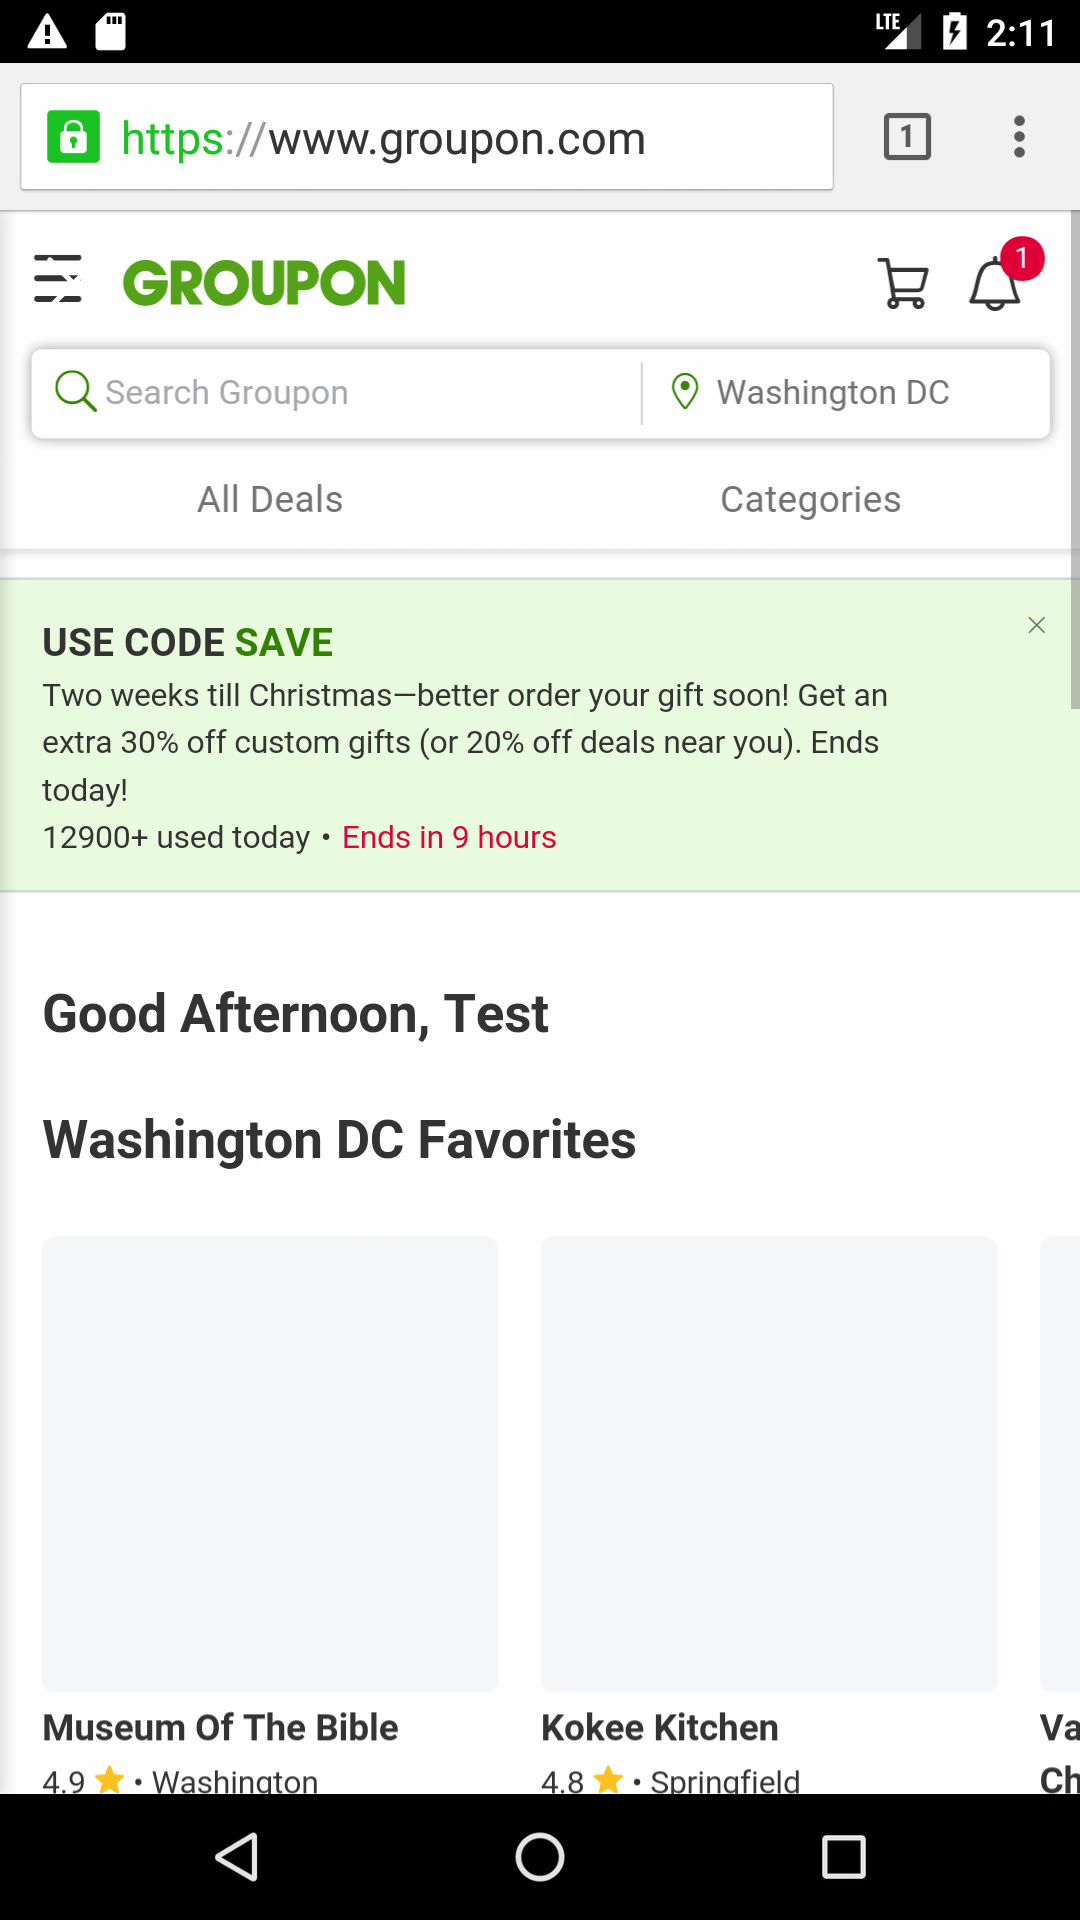 LTE 2:11
https://www.groupon.com 1
GROUPON 1
Search Groupon Washington DC
All Deals Categories
USE CODE SAVE
Two weeks till Christmas—better order your gift soon! Get an
extra 30% off custom gifts (or 20% off deals near you). Ends
today!
12900+ used today • Ends in 9 hours
Good Afternoon, Test
Washington DC Favorites
Museum Of The Bible
4.9 • Washington
Kokee Kitchen
4.8 • Springfield
Va
Ch